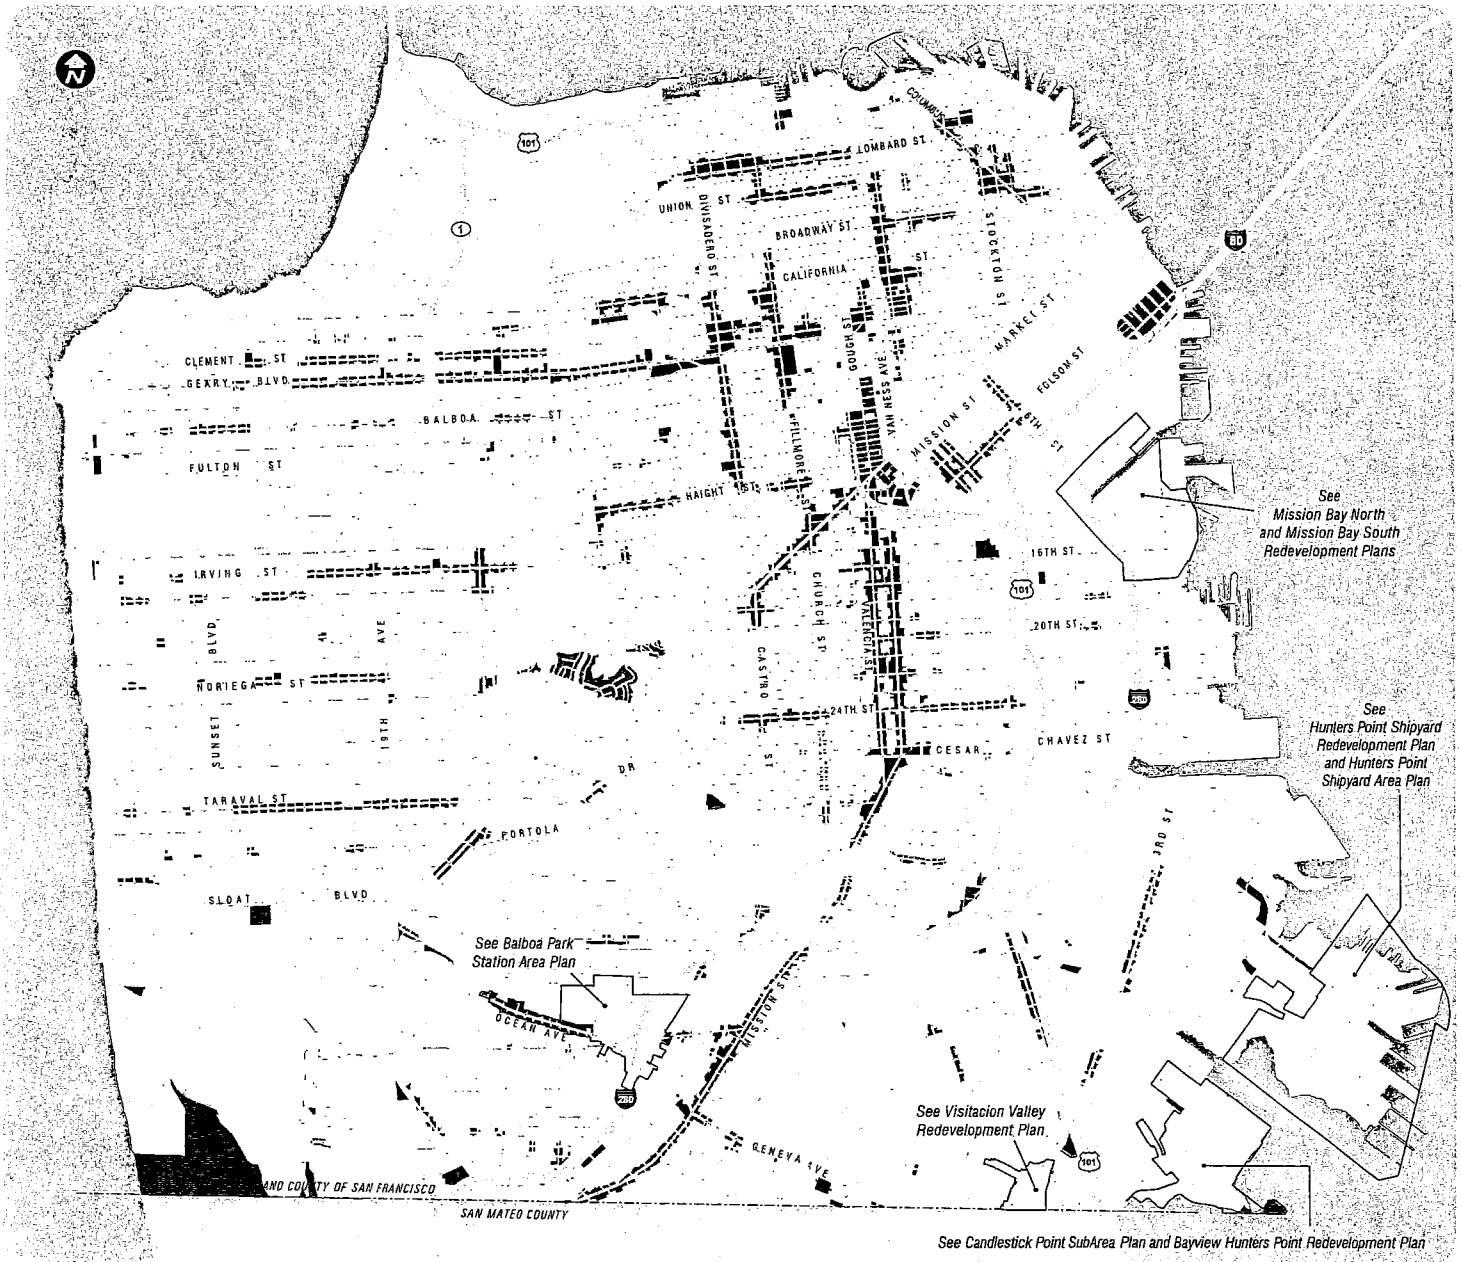 N
101
COLUMBUS
LOMBARD ST
UNION ST
DIVISADERO ST
1
BROADWAY ST
STOCKTON ST
80
CALIFORNIA ST
GOUGH ST
MARKET ST
CLEMENT ST
GEARY BLVD
VAN NESS AVE
FOLSOM ST
BALBOA ST
MISSION ST
6TH ST
FILLMORE ST
FULTON ST
HAIGHT ST
See
Mission Bay North
and Mission Bay South
Redevelopment Plans
16TH ST
IRVING ST
CHURCH ST
VALENCIA ST
101
20TH ST
SUNSET BLVD
19TH AVE
CASTRO ST
NORIEGA ST
280
24TH ST
See
Hunters Point Shipyard
Redevelopment Plan
and Hunters Point
Shipyard Area Plan
CESAR CHAVEZ ST
DR
TARAVAL ST
PORTOLA
3RD ST
SLOAT BLVD
See Balboa Park
Station Area Plan
OCEAN AVE
MISSION ST
280
See Visitacion Valley
Redevelopment Plan
GENEVA AVE
101
AND COUNTY OF SAN FRANCISCO
SAN MATEO COUNTY
See Candlestick Point SubArea Plan and Bayview Hunters Point Redevelopment Plan